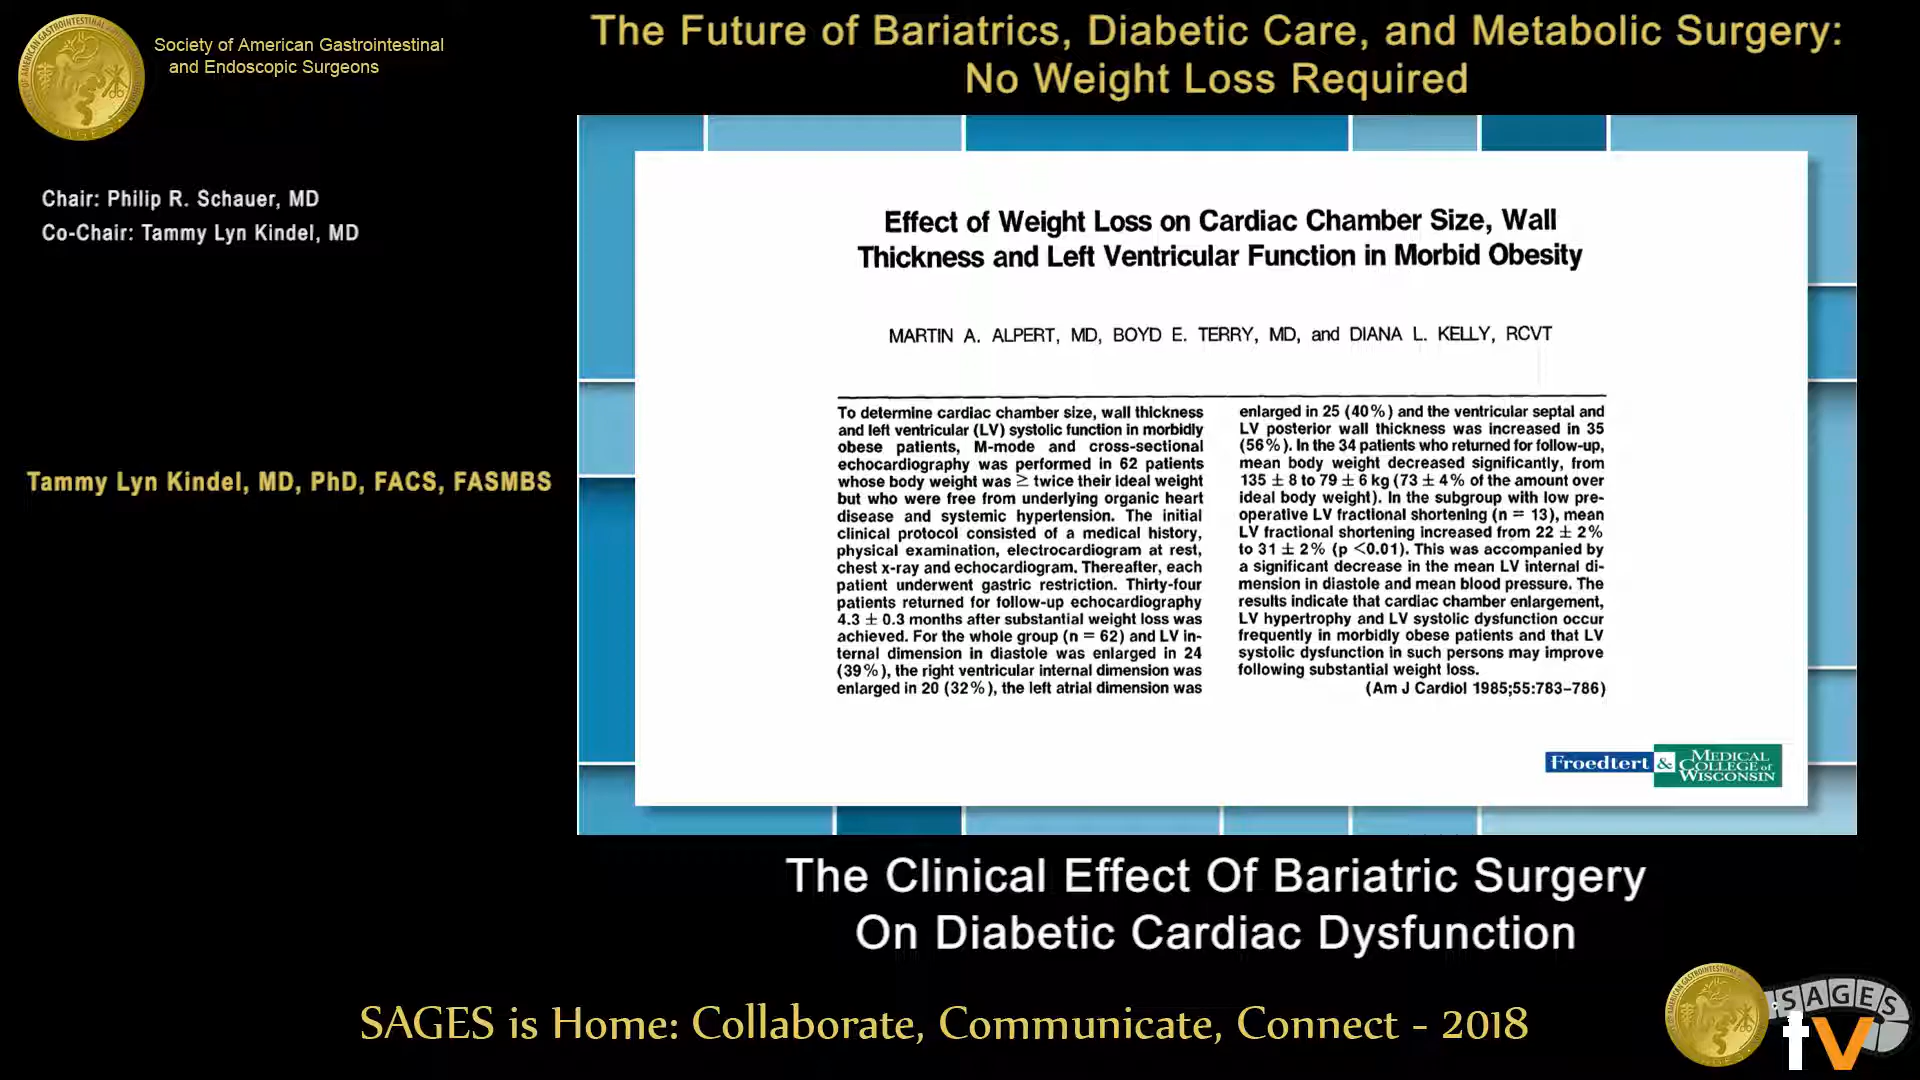 Society of American Gastrointestinal
and Endoscopic Surgeons
The Future of Bariatrics, Diabetic Care, and Metabolic Surgery:
No Weight Loss Required
Chair: Philip R. Schauer, MD
Co-Chair: Tammy Lyn Kindel, MD
Tammy Lyn Kindel, MD, PhD, FACS, FASMBS
Effect of Weight Loss on Cardiac Chamber Size, Wall
Thickness and Left Ventricular Function in Morbid Obesity
MARTIN A. ALPERT, MD, BOYD E. TERRY, MD, and DIANA L. KELLY, RCVT
To determine cardiac chamber size, wall thickness
and left ventricular (LV) systolic function in morbidly
obese patients, M-mode and cross-sectional
echocardiography was performed in 62 patients
whose body weight was ≥ twice their ideal weight
but who were free from underlying organic heart
disease and systemic hypertension. The initial
clinical protocol consisted of a medical history,
physical examination, electrocardiogram at rest,
chest x-ray and echocardiogram. Thereafter, each
patient underwent gastric restriction. Thirty-four
patients returned for follow-up echocardiography
4.3 ± 0.3 months after substantial weight loss was
achieved. For the whole group (n = 62) and LV in-
ternal dimension in diastole was enlarged in 24
(39%), the right ventricular internal dimension was
enlarged in 20 (32%), the left atrial dimension was
enlarged in 25 (40%) and the ventricular septal and
LV posterior wall thickness was increased in 35
(56%). In the 34 patients who returned for follow-up,
mean body weight decreased significantly, from
135 ± 8 to 79 ± 6 kg (73 ± 4% of the amount over
ideal body weight). In the subgroup with low pre-
operative LV fractional shortening (n = 13), mean
LV fractional shortening increased from 22 ± 2%
to 31 ± 2% (p <0.01). This was accompanied by
a significant decrease in the mean LV internal di-
mension in diastole and mean blood pressure. The
results indicate that cardiac chamber enlargement,
LV hypertrophy and LV systolic dysfunction occur
frequently in morbidly obese patients and that LV
systolic dysfunction in such persons may improve
following substantial weight loss.
(Am J Cardiol 1985;55:783–786)
Froedtert & MEDICAL
COLLEGE of
WISCONSIN
The Clinical Effect Of Bariatric Surgery
On Diabetic Cardiac Dysfunction
SAGES is Home: Collaborate, Communicate, Connect - 2018
SAGES
tv